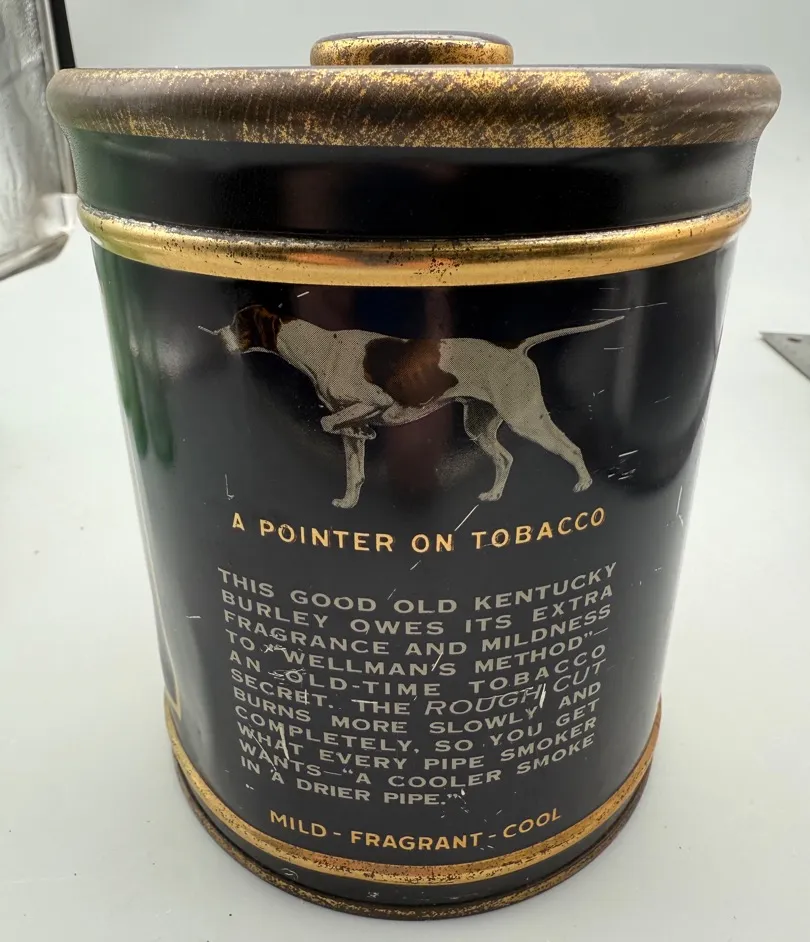 A POINTER ON TOBACCO
THIS GOOD OLD KENTUCKY
BURLEY OWES ITS EXTRA
FRAGRANCE AND MILDNESS
TO "WELLMAN'S METHOD"—
AN OLD-TIME TOBACCO
SECRET. THE ROUGH CUT
BURNS MORE SLOWLY AND
COMPLETELY, SO YOU GET
WHAT EVERY PIPE SMOKER
WANTS—"A COOLER SMOKE
IN A DRIER PIPE."
MILD - FRAGRANT - COOL